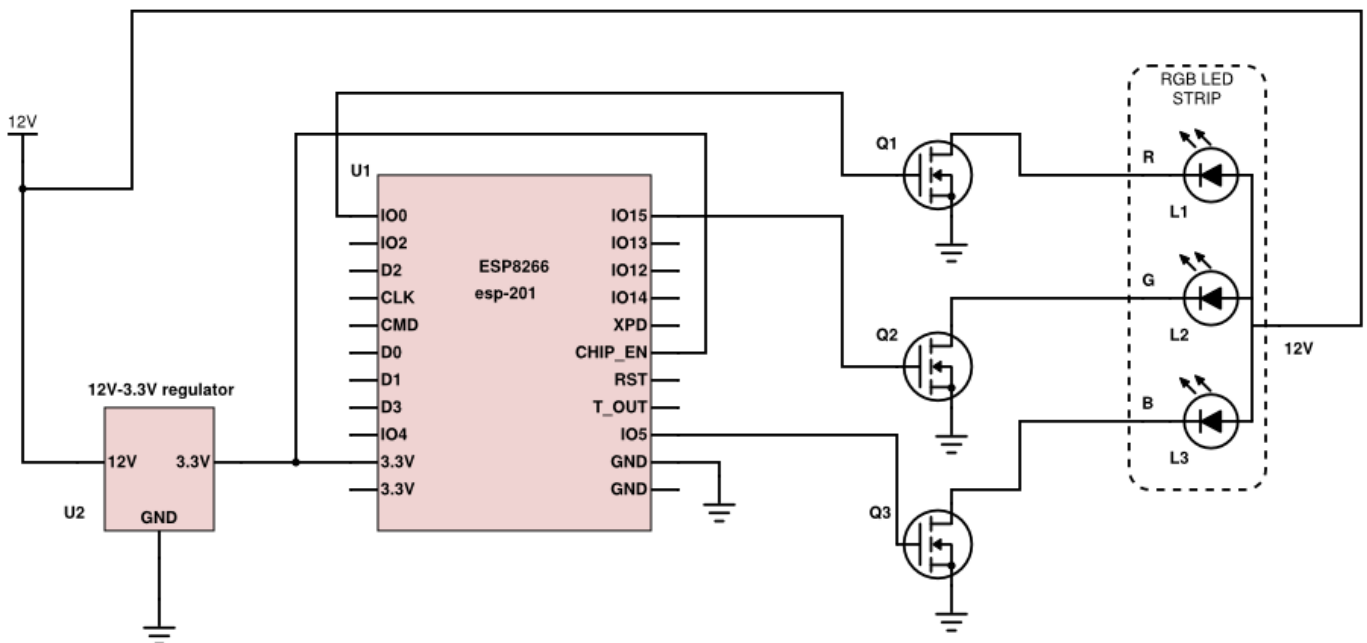 12V
RGB LED
STRIP
Q1
R
L1
U1
IO0
IO2
D2
CLK
CMD
D0
D1
D3
IO4
3.3V
3.3V
ESP8266
esp-201
IO15
IO13
IO12
IO14
XPD
CHIP_EN
RST
T_OUT
IO5
GND
GND
Q2
G
L2
12V
B
L3
Q3
12V-3.3V regulator
12V
3.3V
GND
U2